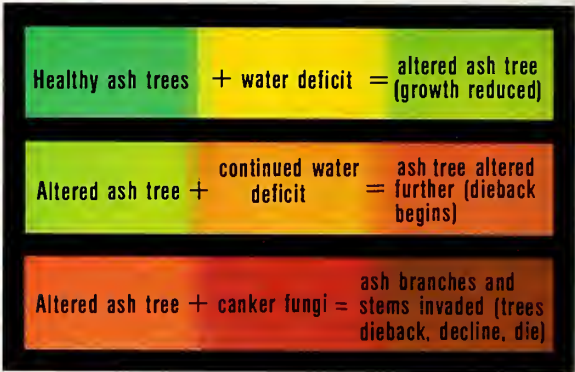 Healthy ash trees + water deficit = altered ash tree
(growth reduced)
Altered ash tree + continued water
deficit = ash tree altered
further (dieback
begins)
Altered ash tree + canker fungi = ash branches and
stems invaded (trees
dieback, decline, die)